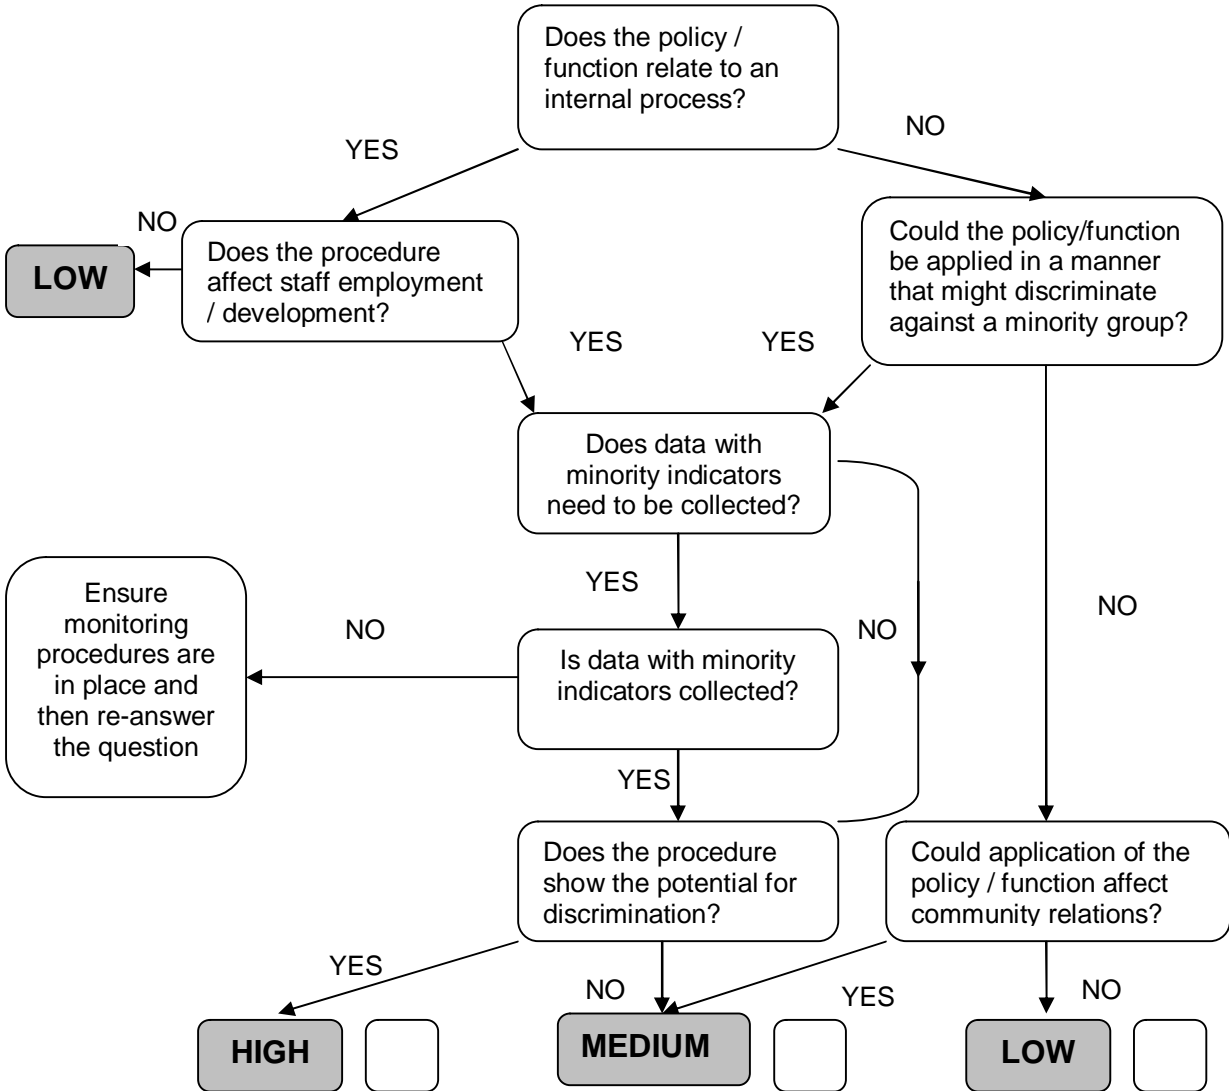 Does the policy /
function relate to an
internal process?
YES
NO
NO
LOW
Does the procedure
affect staff employment
/ development?
Could the policy/function
be applied in a manner
that might discriminate
against a minority group?
YES
YES
Does data with
minority indicators
need to be collected?
YES
NO
Ensure
monitoring
procedures are
in place and
then re-answer
the question
NO
Is data with minority
indicators collected?
NO
YES
Does the procedure
show the potential for
discrimination?
Could application of the
policy / function affect
community relations?
YES
NO
YES
NO
HIGH
MEDIUM
LOW